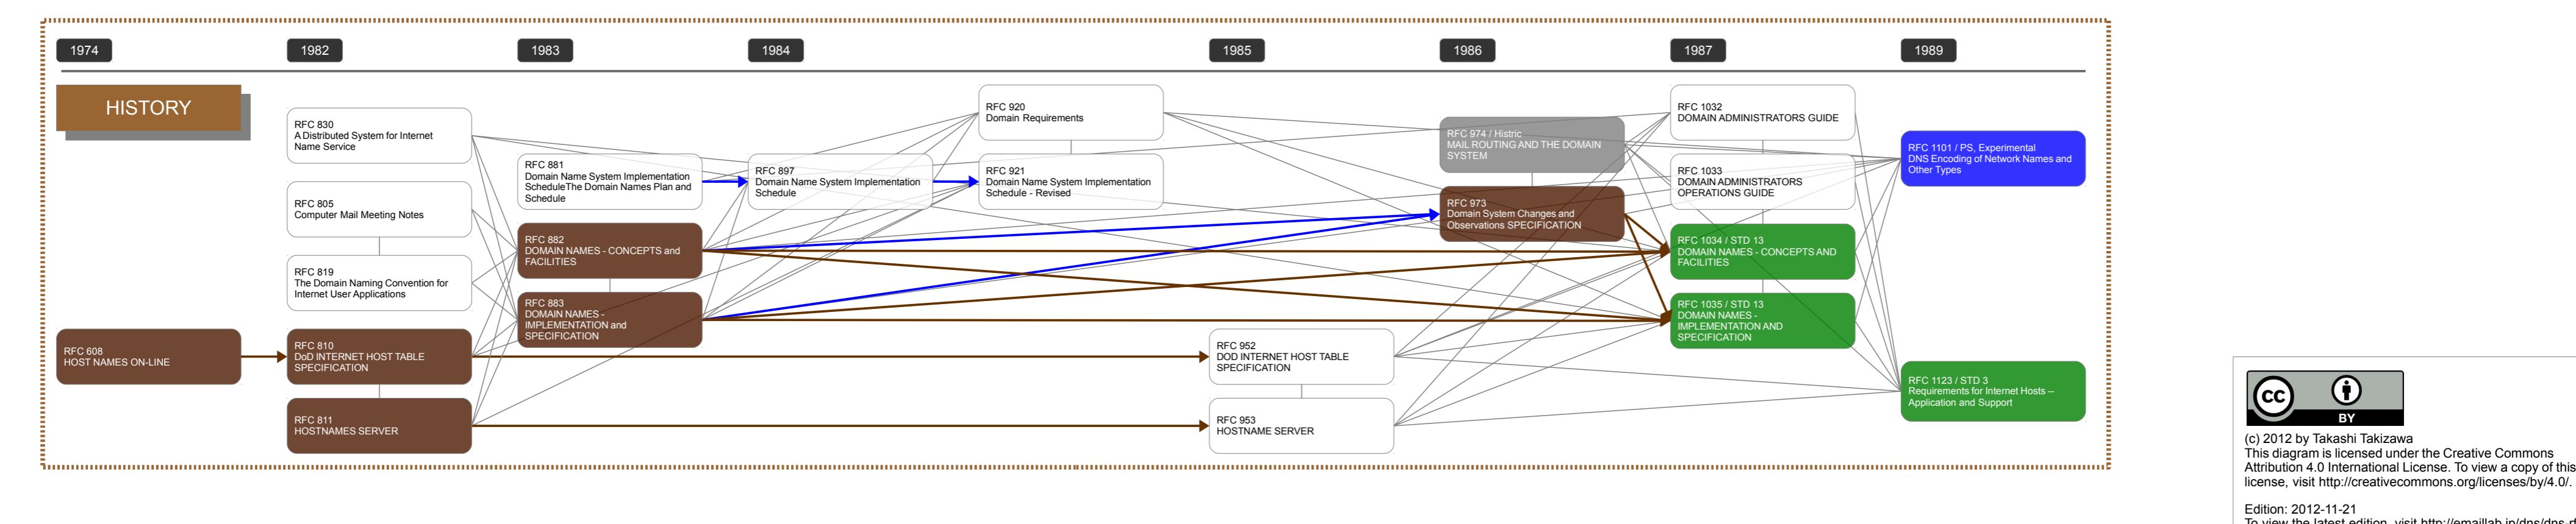 1974
1982
1983
1984
1985
1986
1987
1989
HISTORY
RFC 608
HOST NAMES ON-LINE
RFC 830
A Distributed System for Internet
Name Service
RFC 805
Computer Mail Meeting Notes
RFC 819
The Domain Naming Convention for
Internet User Applications
RFC 810
DoD INTERNET HOST TABLE
SPECIFICATION
RFC 811
HOSTNAMES SERVER
RFC 881
Domain Name System Implementation
ScheduleThe Domain Names Plan and
Schedule
RFC 882
DOMAIN NAMES - CONCEPTS and
FACILITIES
RFC 883
DOMAIN NAMES -
IMPLEMENTATION and
SPECIFICATION
RFC 897
Domain Name System Implementation
Schedule
RFC 920
Domain Requirements
RFC 921
Domain Name System Implementation
Schedule - Revised
RFC 952
DOD INTERNET HOST TABLE
SPECIFICATION
RFC 953
HOSTNAME SERVER
RFC 974 / Histric
MAIL ROUTING AND THE DOMAIN
SYSTEM
RFC 973
Domain System Changes and
Observations SPECIFICATION
RFC 1032
DOMAIN ADMINISTRATORS GUIDE
RFC 1033
DOMAIN ADMINISTRATORS
OPERATIONS GUIDE
RFC 1034 / STD 13
DOMAIN NAMES - CONCEPTS AND
FACILITIES
RFC 1035 / STD 13
DOMAIN NAMES -
IMPLEMENTATION AND
SPECIFICATION
RFC 1101 / PS, Experimental
DNS Encoding of Network Names and
Other Types
RFC 1123 / STD 3
Requirements for Internet Hosts --
Application and Support
cc
BY
(c) 2012 by Takashi Takizawa
This diagram is licensed under the Creative Commons
Attribution 4.0 International License. To view a copy of this
license, visit http://creativecommons.org/licenses/by/4.0/.
Edition: 2012-11-21
To view the latest edition, visit